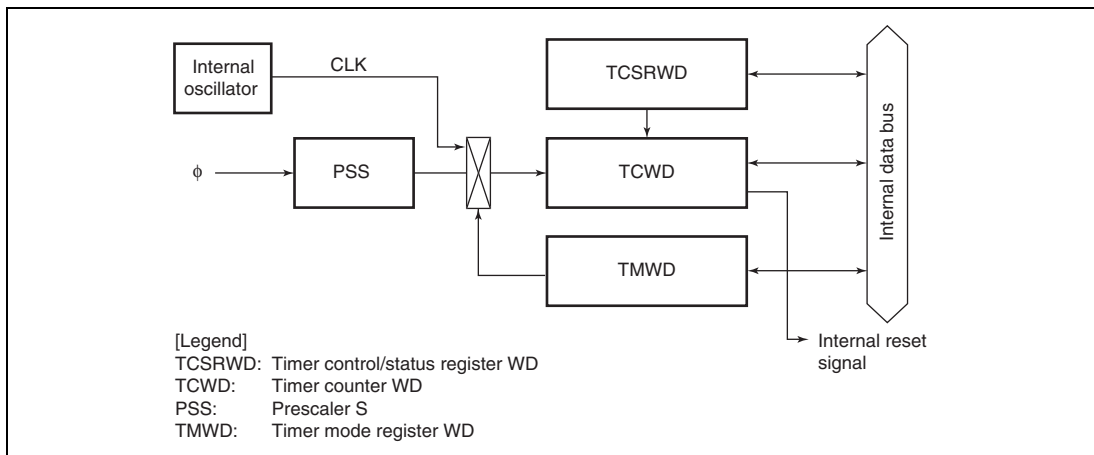 Internal
oscillator
CLK
TCSRWD
φ
PSS
TCWD
TMWD
Internal data bus
Internal reset
signal
[Legend]
TCSRWD: Timer control/status register WD
TCWD: Timer counter WD
PSS: Prescaler S
TMWD: Timer mode register WD